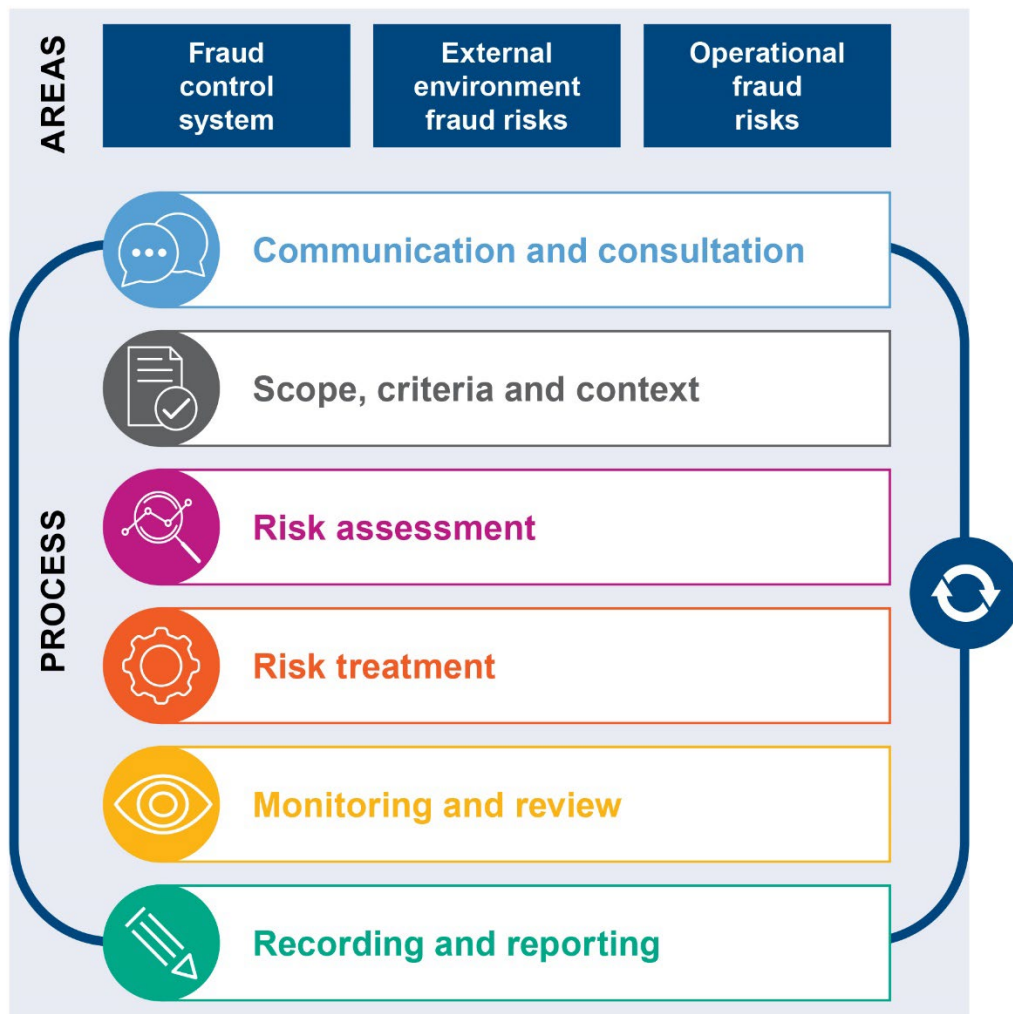 AREAS
Fraud
control
system
External
environment
fraud risks
Operational
fraud
risks
PROCESS
Communication and consultation
Scope, criteria and context
Risk assessment
Risk treatment
Monitoring and review
Recording and reporting